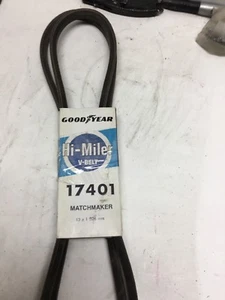 GOODYEAR
Hi-Miler
V-BELT
17401
MATCHMAKER